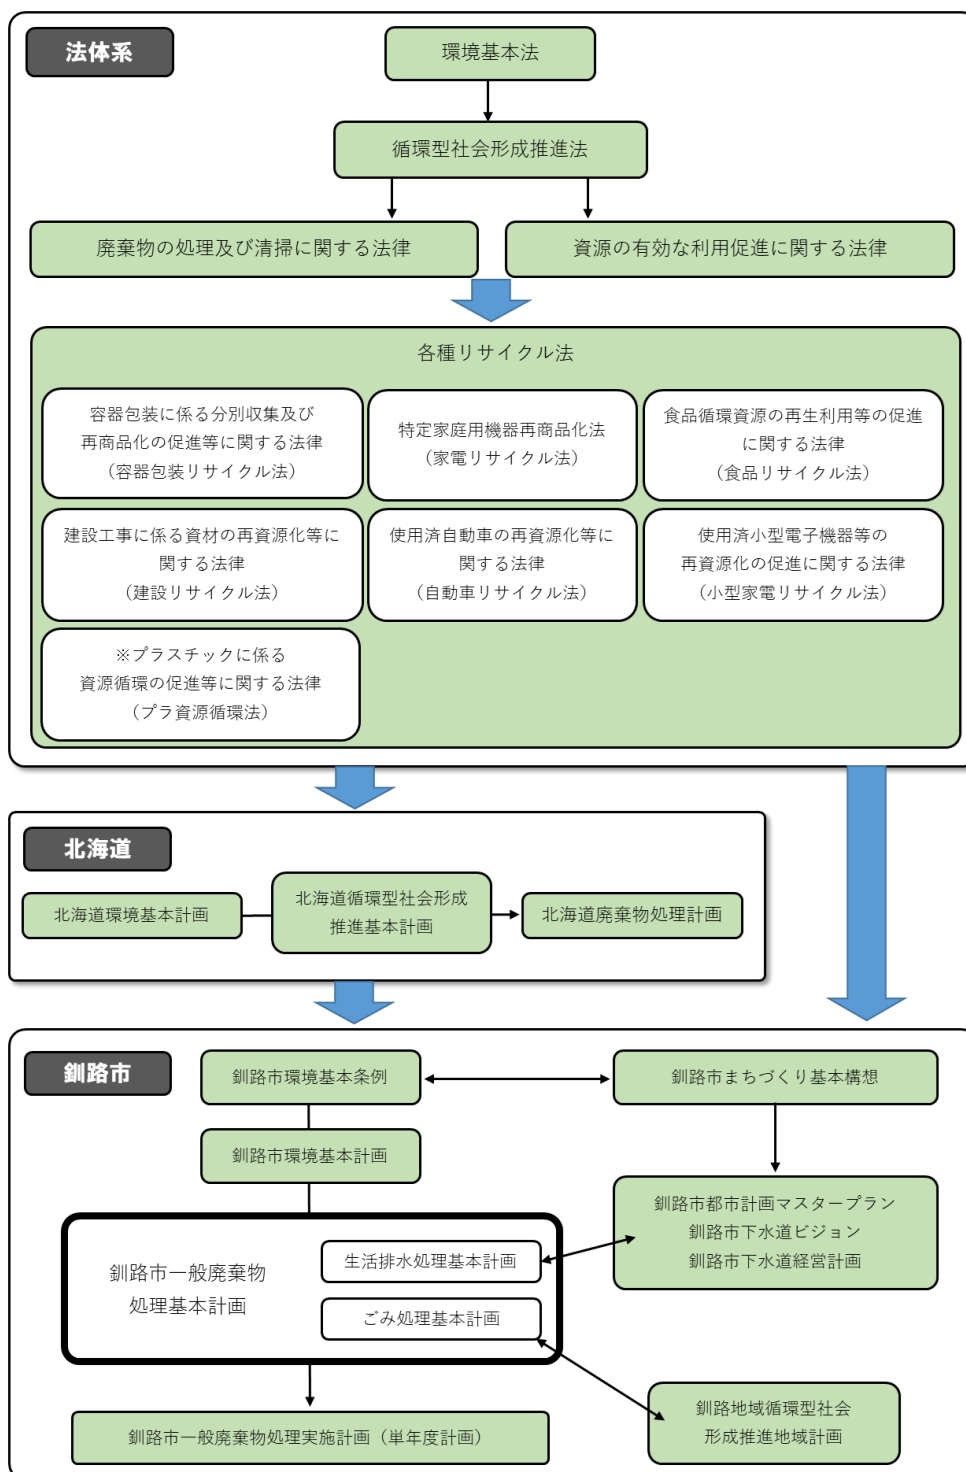 法体系
環境基本法
循環型社会形成推進法
廃棄物の処理及び清掃に関する法律
資源の有効な利用促進に関する法律
各種リサイクル法
容器包装に係る分別収集及び
再商品化の促進等に関する法律
（容器包装リサイクル法）
特定家庭用機器再商品化法
（家電リサイクル法）
食品循環資源の再生利用等の促進
に関する法律
（食品リサイクル法）
建設工事に係る資材の再資源化等に
関する法律
（建設リサイクル法）
使用済自動車の再資源化等に
関する法律
（自動車リサイクル法）
使用済小型電子機器等の
再資源化の促進に関する法律
（小型家電リサイクル法）
※プラスチックに係る
資源循環の促進等に関する法律
（プラ資源循環法）
北海道
北海道環境基本計画
北海道循環型社会形成
推進基本計画
北海道廃棄物処理計画
釧路市
釧路市環境基本条例
釧路市まちづくり基本構想
釧路市環境基本計画
釧路市都市計画マスタープラン
釧路市下水道ビジョン
釧路市下水道経営計画
釧路市一般廃棄物
処理基本計画
生活排水処理基本計画
ごみ処理基本計画
釧路地域循環型社会
形成推進地域計画
釧路市一般廃棄物処理実施計画（単年度計画）